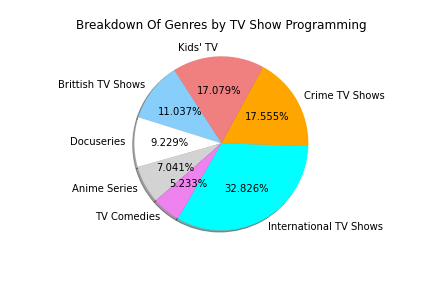 Breakdown Of Genres by TV Show Programming
Kids' TV
17.079%
Brittish TV Shows
11.037%
Crime TV Shows
17.555%
Docuseries
9.229%
Anime Series
7.041%
TV Comedies
5.233%
32.826%
International TV Shows